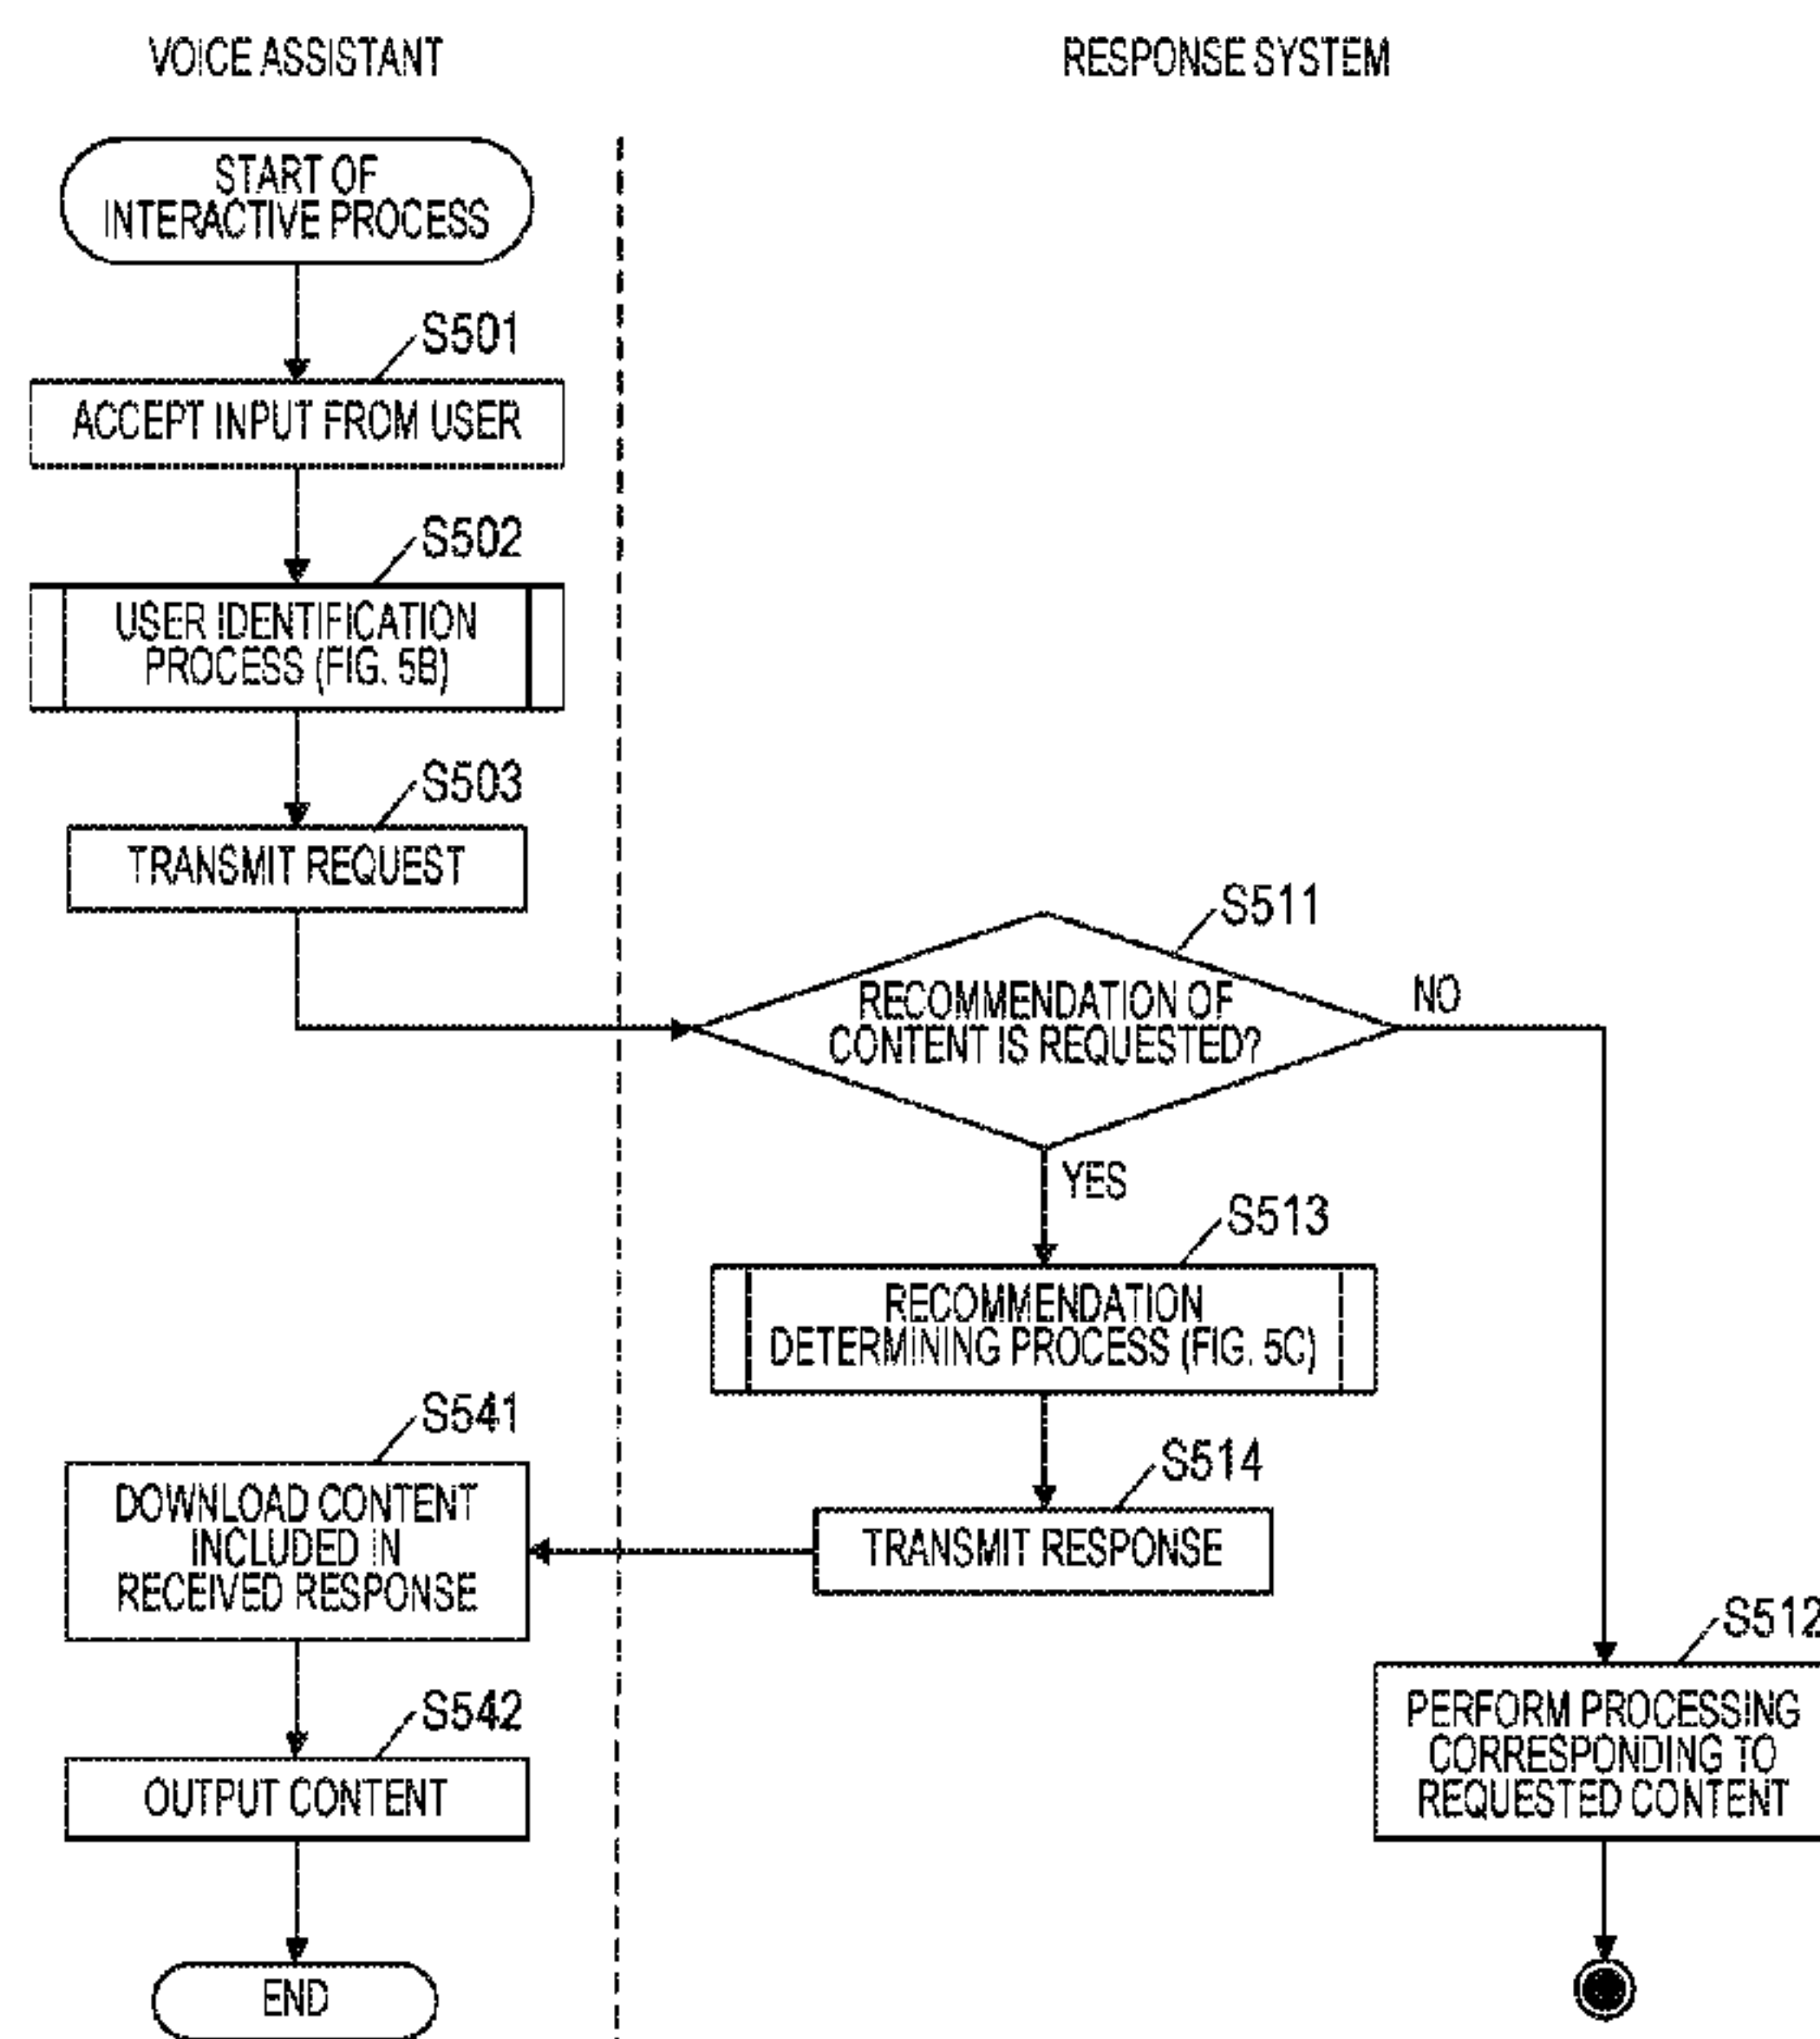 VOICE ASSISTANT
RESPONSE SYSTEM
START OF
INTERACTIVE PROCESS
S501
ACCEPT INPUT FROM USER
S502
USER IDENTIFICATION
PROCESS (FIG. 5B)
S503
TRANSMIT REQUEST
S511
RECOMMENDATION OF
CONTENT IS REQUESTED?
NO
YES
S513
RECOMMENDATION
DETERMINING PROCESS (FIG. 5C)
S541
DOWNLOAD CONTENT
INCLUDED IN
RECEIVED RESPONSE
S514
TRANSMIT RESPONSE
S512
PERFORM PROCESSING
CORRESPONDING TO
REQUESTED CONTENT
S542
OUTPUT CONTENT
END